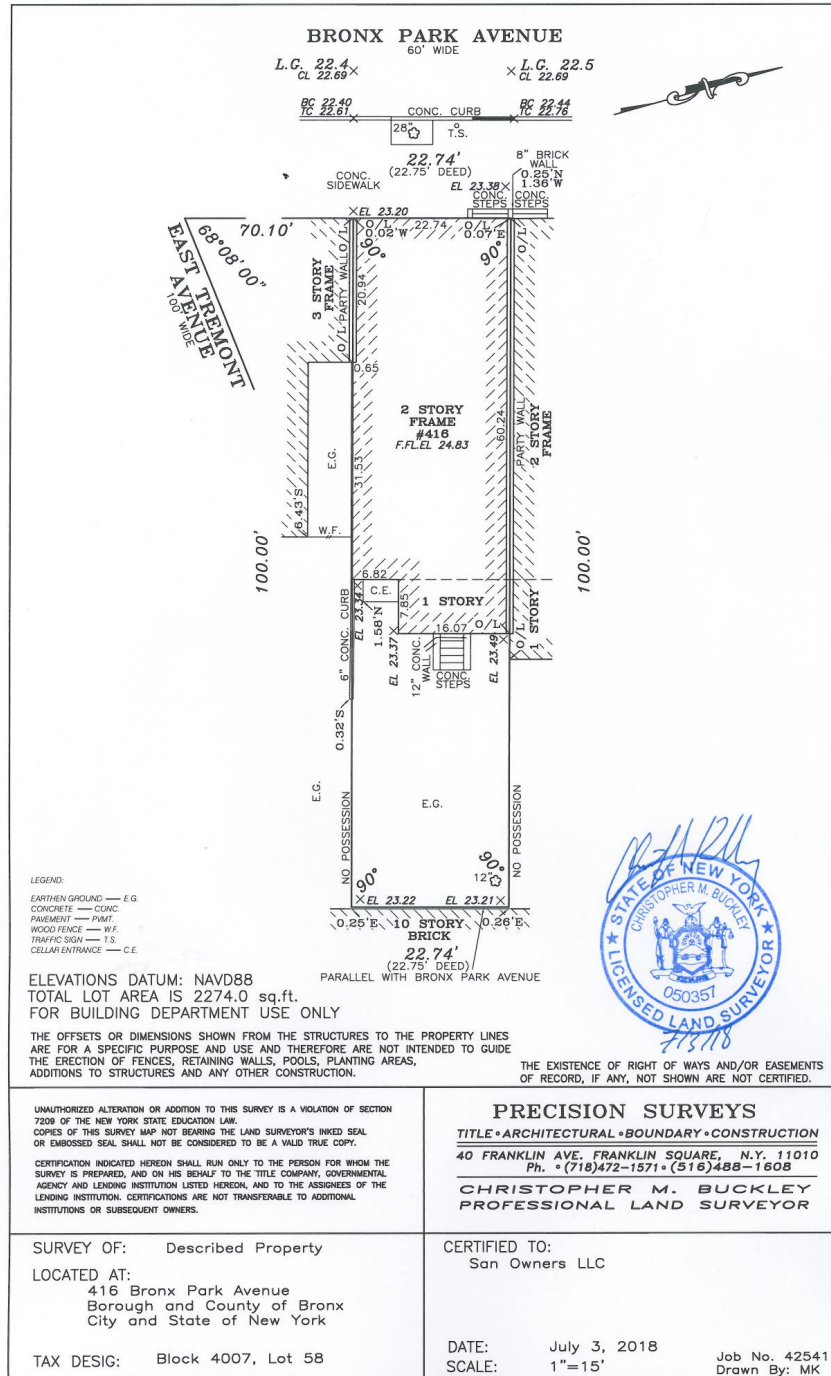 BRONX PARK AVENUE
60' WIDE
L.G. 22.4
CL 22.69
L.G. 22.5
CL 22.69
BC 22.40
TC 22.61
CONC. CURB
BC 22.44
TC 22.76
28"
T.S.
22.74'
(22.75' DEED)
CONC.
SIDEWALK
8" BRICK
WALL
0.25'N
1.36'W
EL 23.38
CONC.
STEPS
CONC.
STEPS
EL 23.20
70.10'
68°08'00"
EAST TREMONT
AVENUE
100' WIDE
O/L
0.02'W
22.74
O/L
0.07'E
90°
90°
3 STORY
FRAME
O/L PARTY WALL O/L
20.94
0.65
O/L
2 STORY
FRAME
#416
F.FL.EL 24.83
60.24
PARTY WALL
2 STORY
FRAME
E.G.
31.53
6.43'S
W.F.
100.00'
100.00'
6.82
C.E.
7.85
1 STORY
1 STORY
EL 23.34
1.58'N
16.07
O/L
O/L
6" CONC. CURB
EL 23.37
12" CONC.
WALL
CONC.
STEPS
EL 23.49
0.32'S
E.G.
E.G.
NO POSSESSION
NO POSSESSION
90°
90°
12"
EL 23.22
EL 23.21
0.25'E
10 STORY
BRICK
0.26'E
22.74'
(22.75' DEED)
PARALLEL WITH BRONX PARK AVENUE
LEGEND:
EARTHEN GROUND — E.G.
CONCRETE — CONC.
PAVEMENT — PVMT.
WOOD FENCE — W.F.
TRAFFIC SIGN — T.S.
CELLAR ENTRANCE — C.E.
STATE OF NEW YORK
CHRISTOPHER M. BUCKLEY
050357
LICENSED LAND SURVEYOR
7/3/18
ELEVATIONS DATUM: NAVD88
TOTAL LOT AREA IS 2274.0 sq.ft.
FOR BUILDING DEPARTMENT USE ONLY
THE OFFSETS OR DIMENSIONS SHOWN FROM THE STRUCTURES TO THE PROPERTY LINES
ARE FOR A SPECIFIC PURPOSE AND USE AND THEREFORE ARE NOT INTENDED TO GUIDE
THE ERECTION OF FENCES, RETAINING WALLS, POOLS, PLANTING AREAS,
ADDITIONS TO STRUCTURES AND ANY OTHER CONSTRUCTION.
THE EXISTENCE OF RIGHT OF WAYS AND/OR EASEMENTS
OF RECORD, IF ANY, NOT SHOWN ARE NOT CERTIFIED.
UNAUTHORIZED ALTERATION OR ADDITION TO THIS SURVEY IS A VIOLATION OF SECTION
7209 OF THE NEW YORK STATE EDUCATION LAW.
COPIES OF THIS SURVEY MAP NOT BEARING THE LAND SURVEYOR'S INKED SEAL
OR EMBOSSED SEAL SHALL NOT BE CONSIDERED TO BE A VALID TRUE COPY.
CERTIFICATION INDICATED HEREON SHALL RUN ONLY TO THE PERSON FOR WHOM THE
SURVEY IS PREPARED, AND ON HIS BEHALF TO THE TITLE COMPANY, GOVERNMENTAL
AGENCY AND LENDING INSTITUTION LISTED HEREON, AND TO THE ASSIGNEES OF THE
LENDING INSTITUTION. CERTIFICATIONS ARE NOT TRANSFERABLE TO ADDITIONAL
INSTITUTIONS OR SUBSEQUENT OWNERS.
PRECISION SURVEYS
TITLE•ARCHITECTURAL•BOUNDARY•CONSTRUCTION
40 FRANKLIN AVE. FRANKLIN SQUARE, N.Y. 11010
Ph. •(718)472-1571•(516)488-1608
CHRISTOPHER M. BUCKLEY
PROFESSIONAL LAND SURVEYOR
SURVEY OF: Described Property
LOCATED AT:
416 Bronx Park Avenue
Borough and County of Bronx
City and State of New York
TAX DESIG: Block 4007, Lot 58
CERTIFIED TO:
San Owners LLC
DATE: July 3, 2018
SCALE: 1"=15'
Job No. 42541
Drawn By: MK